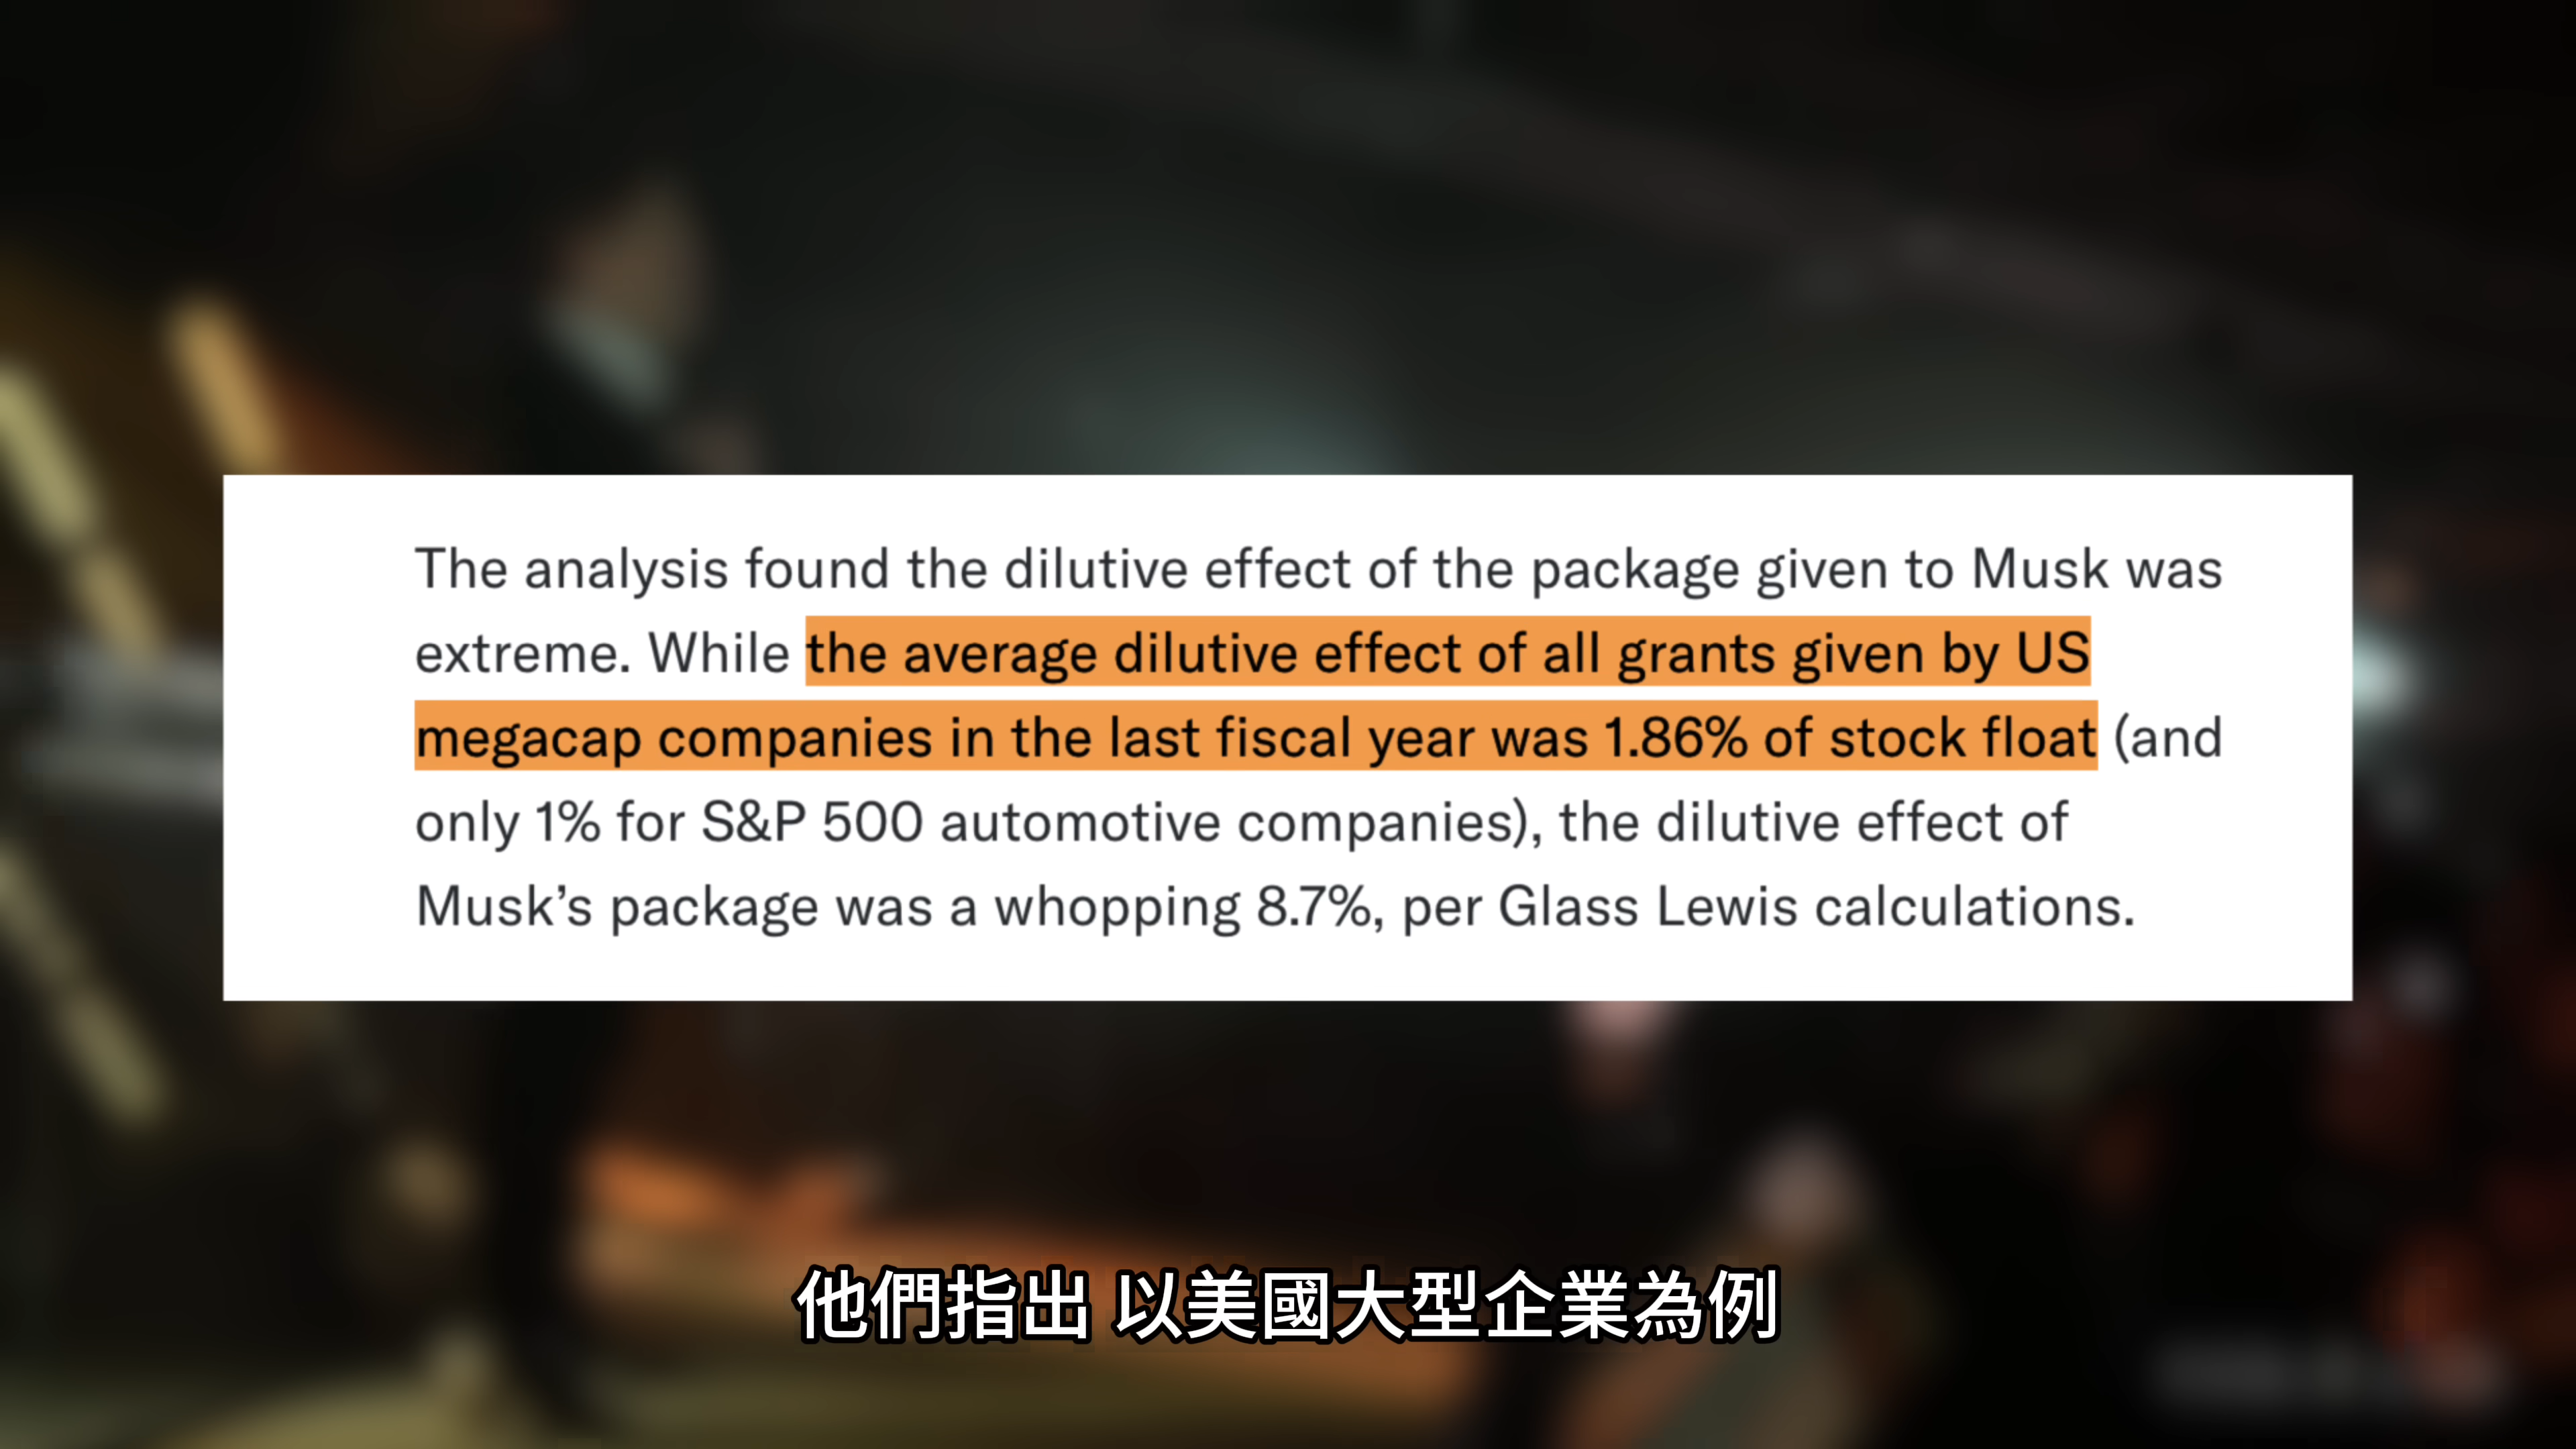 The analysis found the dilutive effect of the package given to Musk was
extreme. While the average dilutive effect of all grants given by US
megacap companies in the last fiscal year was 1.86% of stock float (and
only 1% for S&P 500 automotive companies), the dilutive effect of
Musk’s package was a whopping 8.7%, per Glass Lewis calculations.
他們指出 以美國大型企業為例